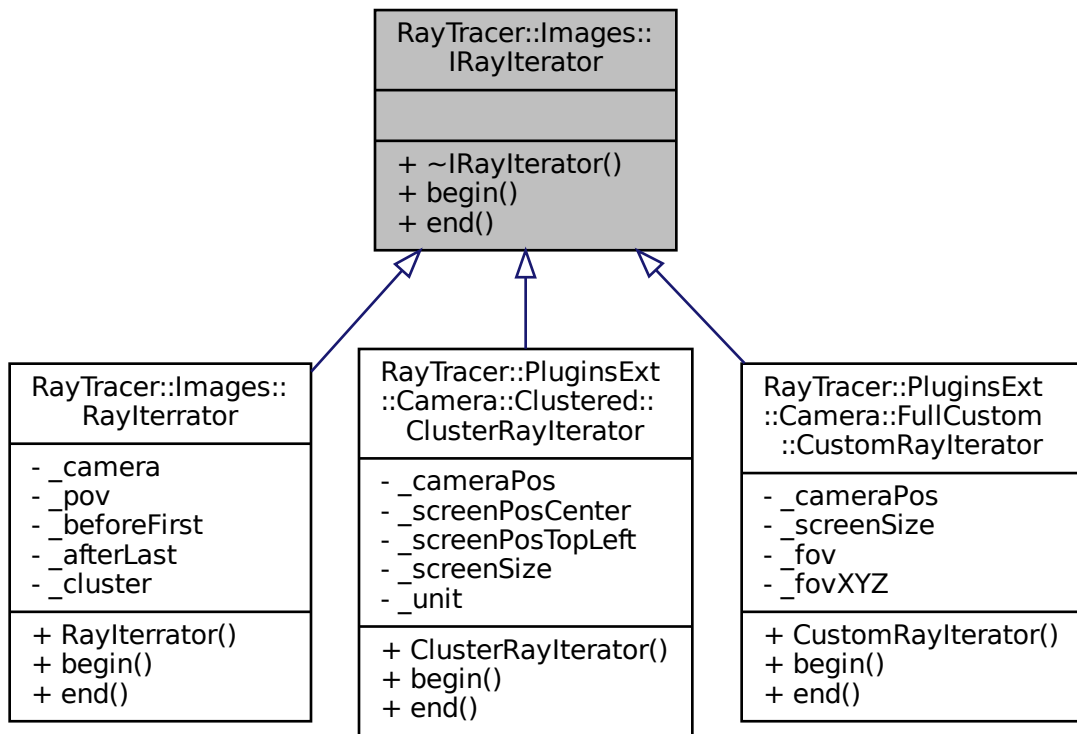 RayTracer::Images::
IRayIterator
+ ~IRayIterator()
+ begin()
+ end()
RayTracer::Images::
RayIterrator
- _camera
- _pov
- _beforeFirst
- _afterLast
- _cluster
+ RayIterrator()
+ begin()
+ end()
RayTracer::PluginsExt
::Camera::Clustered::
ClusterRayIterator
- _cameraPos
- _screenPosCenter
- _screenPosTopLeft
- _screenSize
- _unit
+ ClusterRayIterator()
+ begin()
+ end()
RayTracer::PluginsExt
::Camera::FullCustom
::CustomRayIterator
- _cameraPos
- _screenSize
- _fov
- _fovXYZ
+ CustomRayIterator()
+ begin()
+ end()